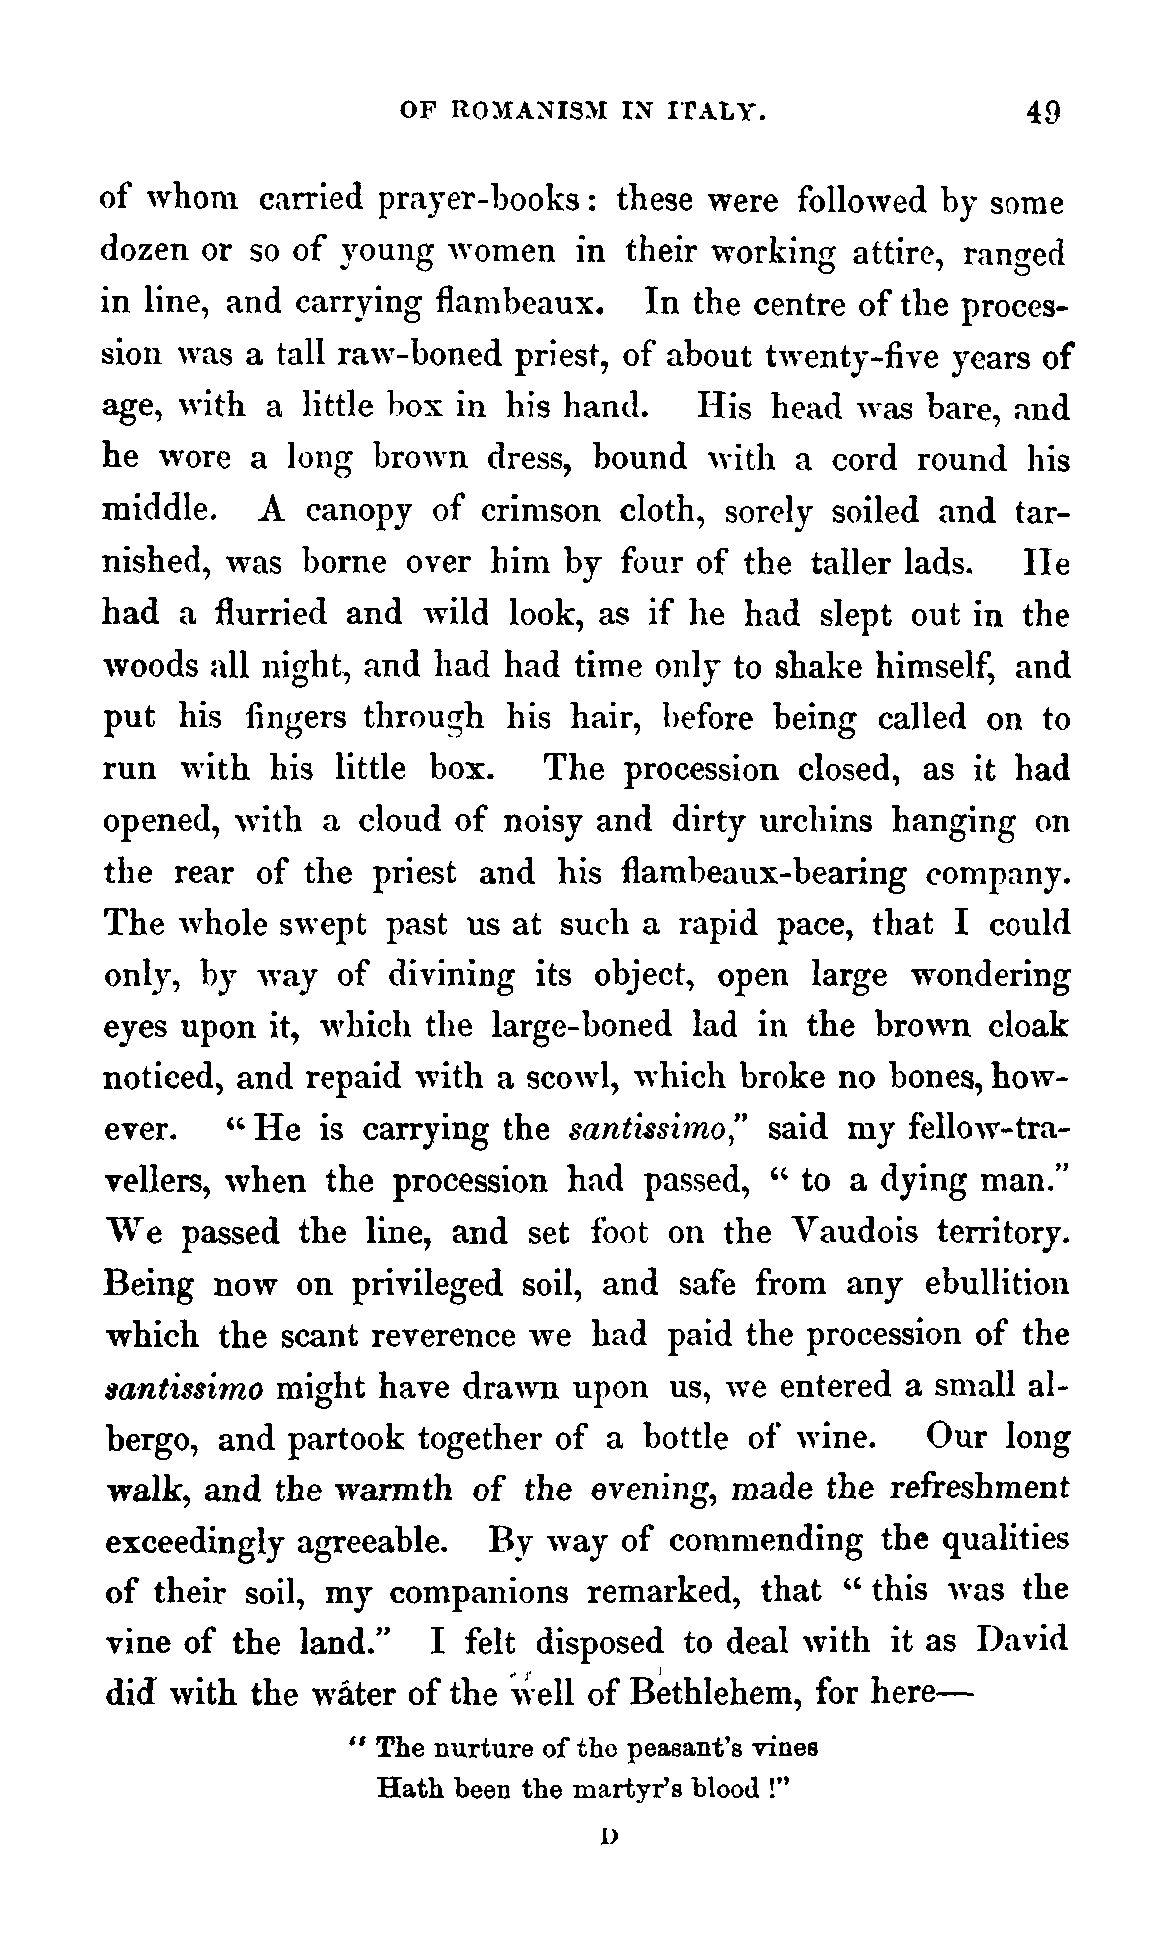 OF ROMANISM IN ITALY. 49
of whom carried prayer-books: these were followed by some
dozen or so of young women in their working attire, ranged
in line, and carrying flambeaux. In the centre of the proces-
sion was a tall raw-boned priest, of about twenty-five years of
age, with a little box in his hand. His head was bare, and
he wore a long brown dress, bound with a cord round his
middle. A canopy of crimson cloth, sorely soiled and tar-
nished, was borne over him by four of the taller lads. He
had a flurried and wild look, as if he had slept out in the
woods all night, and had had time only to shake himself, and
put his fingers through his hair, before being called on to
run with his little box. The procession closed, as it had
opened, with a cloud of noisy and dirty urchins hanging on
the rear of the priest and his flambeaux-bearing company.
The whole swept past us at such a rapid pace, that I could
only, by way of divining its object, open large wondering
eyes upon it, which the large-boned lad in the brown cloak
noticed, and repaid with a scowl, which broke no bones, how-
ever. “He is carrying the santissimo,” said my fellow-tra-
vellers, when the procession had passed, “to a dying man.”
We passed the line, and set foot on the Vaudois territory.
Being now on privileged soil, and safe from any ebullition
which the scant reverence we had paid the procession of the
santissimo might have drawn upon us, we entered a small al-
bergo, and partook together of a bottle of wine. Our long
walk, and the warmth of the evening, made the refreshment
exceedingly agreeable. By way of commending the qualities
of their soil, my companions remarked, that “this was the
vine of the land.” I felt disposed to deal with it as David
did with the water of the well of Bethlehem, for here—
“The nurture of the peasant's vines
Hath been the martyr's blood!”
D